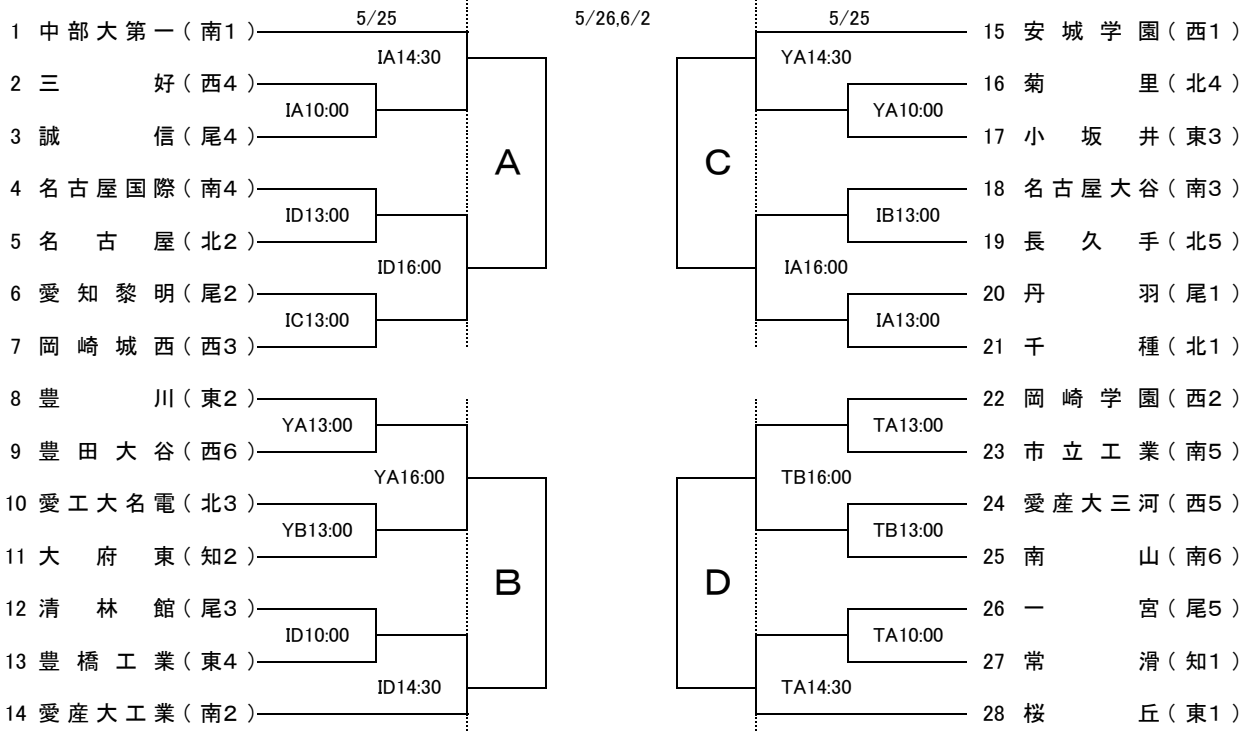 5/25 5/26,6/2 5/25
1 中部大第一(南1) 15 安城学園(西1)
IA14:30 YA14:30
2 三好(西4) 16 菊里(北4)
IA10:00 YA10:00
3 誠信(尾4) 17 小坂井(東3)
A C
4 名古屋国際(南4) 18 名古屋大谷(南3)
ID13:00 IB13:00
5 名古屋(北2) 19 長久手(北5)
ID16:00 IA16:00
6 愛知黎明(尾2) 20 丹羽(尾1)
IC13:00 IA13:00
7 岡崎城西(西3) 21 千種(北1)
8 豊川(東2) 22 岡崎学園(西2)
YA13:00 TA13:00
9 豊田大谷(西6) 23 市立工業(南5)
YA16:00 TB16:00
10 愛工大名電(北3) 24 愛産大三河(西5)
YB13:00 TB13:00
11 大府東(知2) 25 南山(南6)
B D
12 清林館(尾3) 26 一宮(尾5)
ID10:00 TA10:00
13 豊橋工業(東4) 27 常滑(知1)
ID14:30 TA14:30
14 愛産大工業(南2) 28 桜丘(東1)